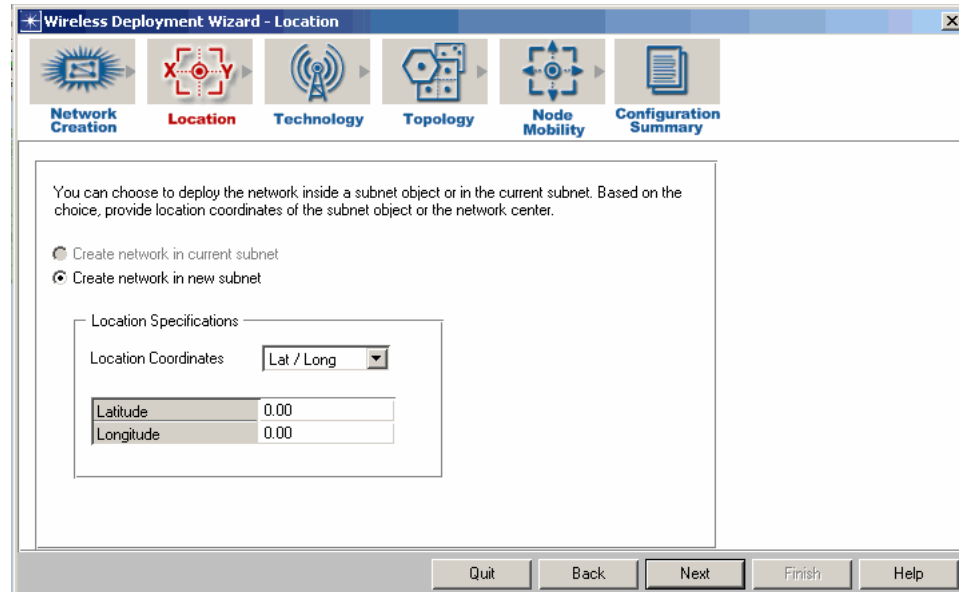 Wireless Deployment Wizard - Location
Network
Creation
X Y
Location
Technology
Topology
Node
Mobility
Configuration
Summary
You can choose to deploy the network inside a subnet object or in the current subnet. Based on the
choice, provide location coordinates of the subnet object or the network center.
Create network in current subnet
Create network in new subnet
Location Specifications
Location Coordinates Lat / Long
Latitude 0.00
Longitude 0.00
Quit Back Next Finish Help